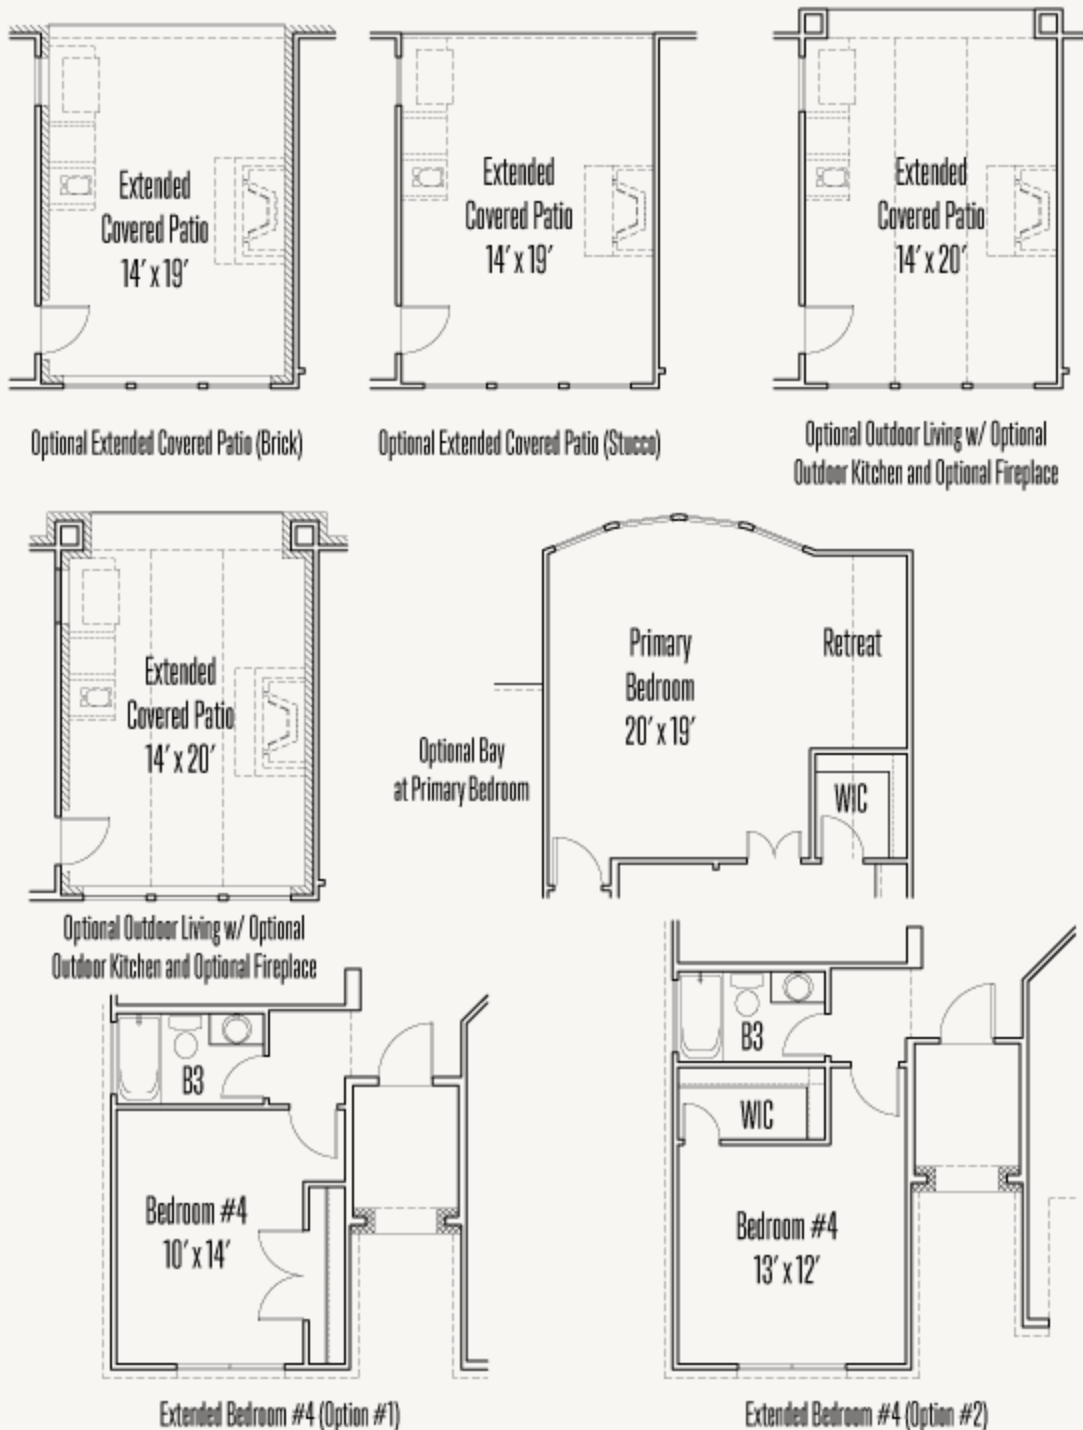 Extended
Covered Patio
14' x 19'
Optional Extended Covered Patio (Brick)
Extended
Covered Patio
14' x 19'
Optional Extended Covered Patio (Stucco)
Extended
Covered Patio
14' x 20'
Optional Outdoor Living w/ Optional
Outdoor Kitchen and Optional Fireplace
Extended
Covered Patio
14' x 20'
Optional Outdoor Living w/ Optional
Outdoor Kitchen and Optional Fireplace
Primary
Bedroom
20' x 19'
Retreat
WIC
Optional Bay
at Primary Bedroom
B3
Bedroom #4
10' x 14'
Extended Bedroom #4 (Option #1)
B3
WIC
Bedroom #4
13' x 12'
Extended Bedroom #4 (Option #2)